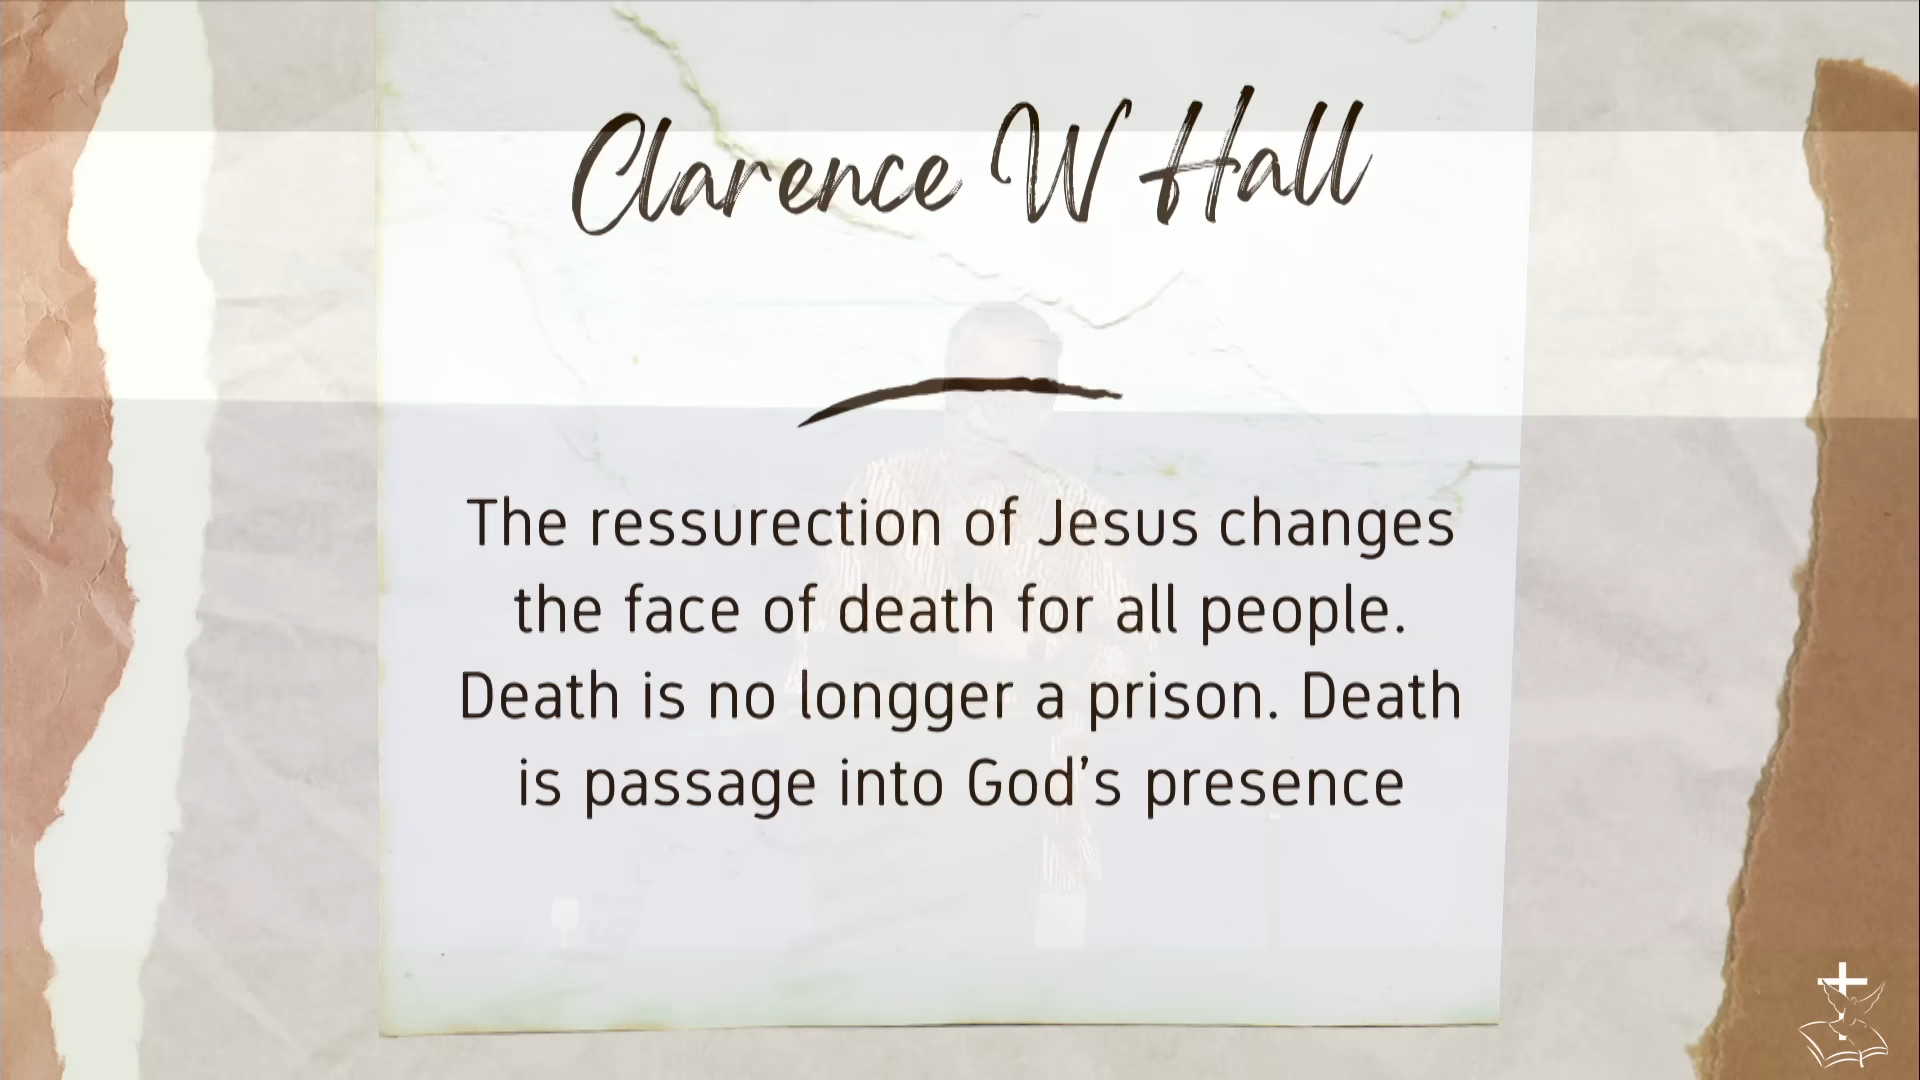 Clarence W Hall
The ressurection of Jesus changes
the face of death for all people.
Death is no longger a prison. Death
is passage into God’s presence